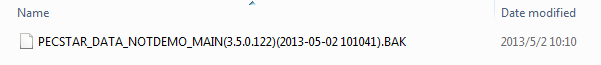 Name Date modified
PECSTAR_DATA_NOTDEMO_MAIN(3.5.0.122)(2013-05-02 101041).BAK 2013/5/2 10:10